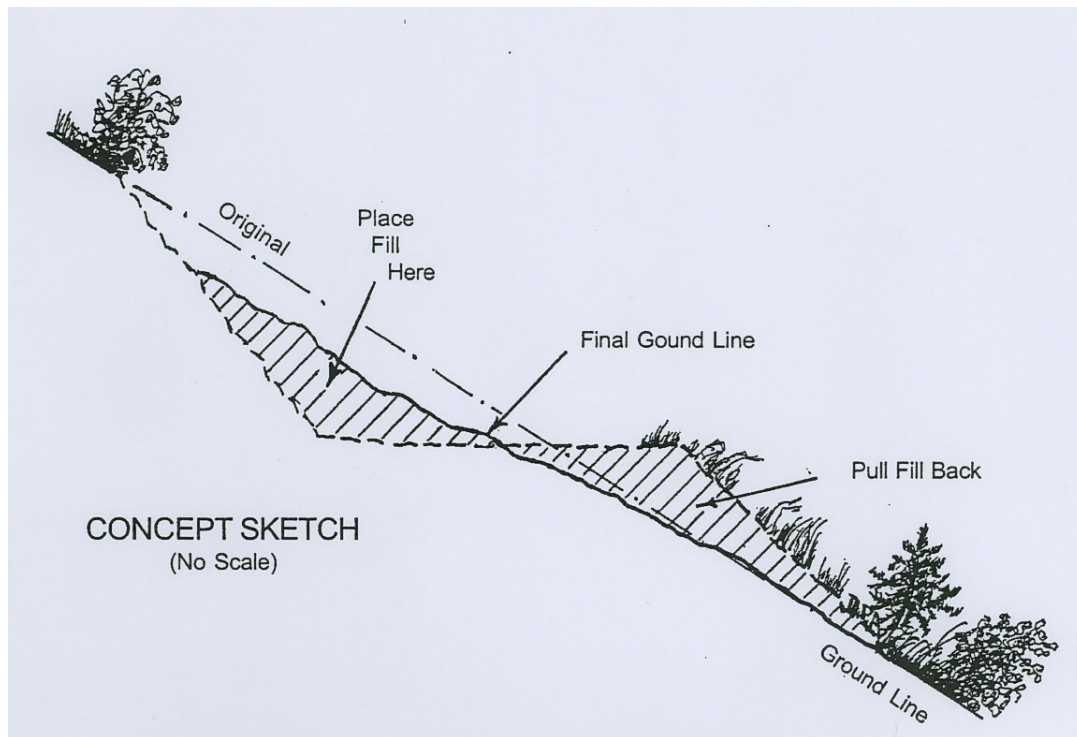 Original
Place
Fill
Here
Final Gound Line
Pull Fill Back
CONCEPT SKETCH
(No Scale)
Ground Line